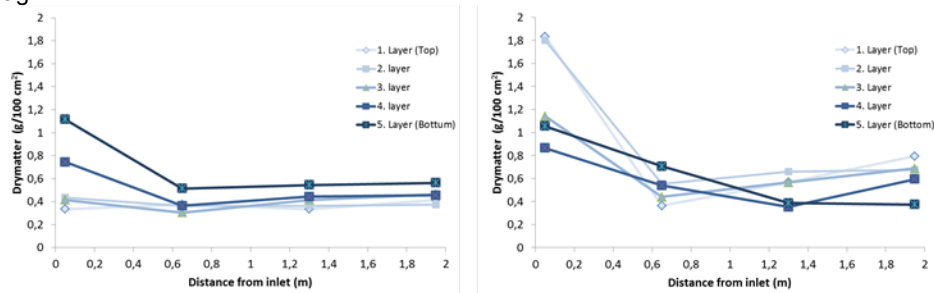 2
1,8
1,6
1,4
1,2
1
0,8
0,6
0,4
0,2
0
Drymatter (g/100 cm²)
1. Layer (Top)
2. layer
3. layer
4. layer
5. Layer (Bottum)
0 0,2 0,4 0,6 0,8 1 1,2 1,4 1,6 1,8 2
Distance from inlet (m)
2
1,8
1,6
1,4
1,2
1
0,8
0,6
0,4
0,2
0
Drymatter (g/100 cm²)
1. Layer (Top)
2. Layer
3. Layer
4. Layer
5. Layer (Bottom)
0 0,2 0,4 0,6 0,8 1 1,2 1,4 1,6 1,8 2
Distance from inlet (m)